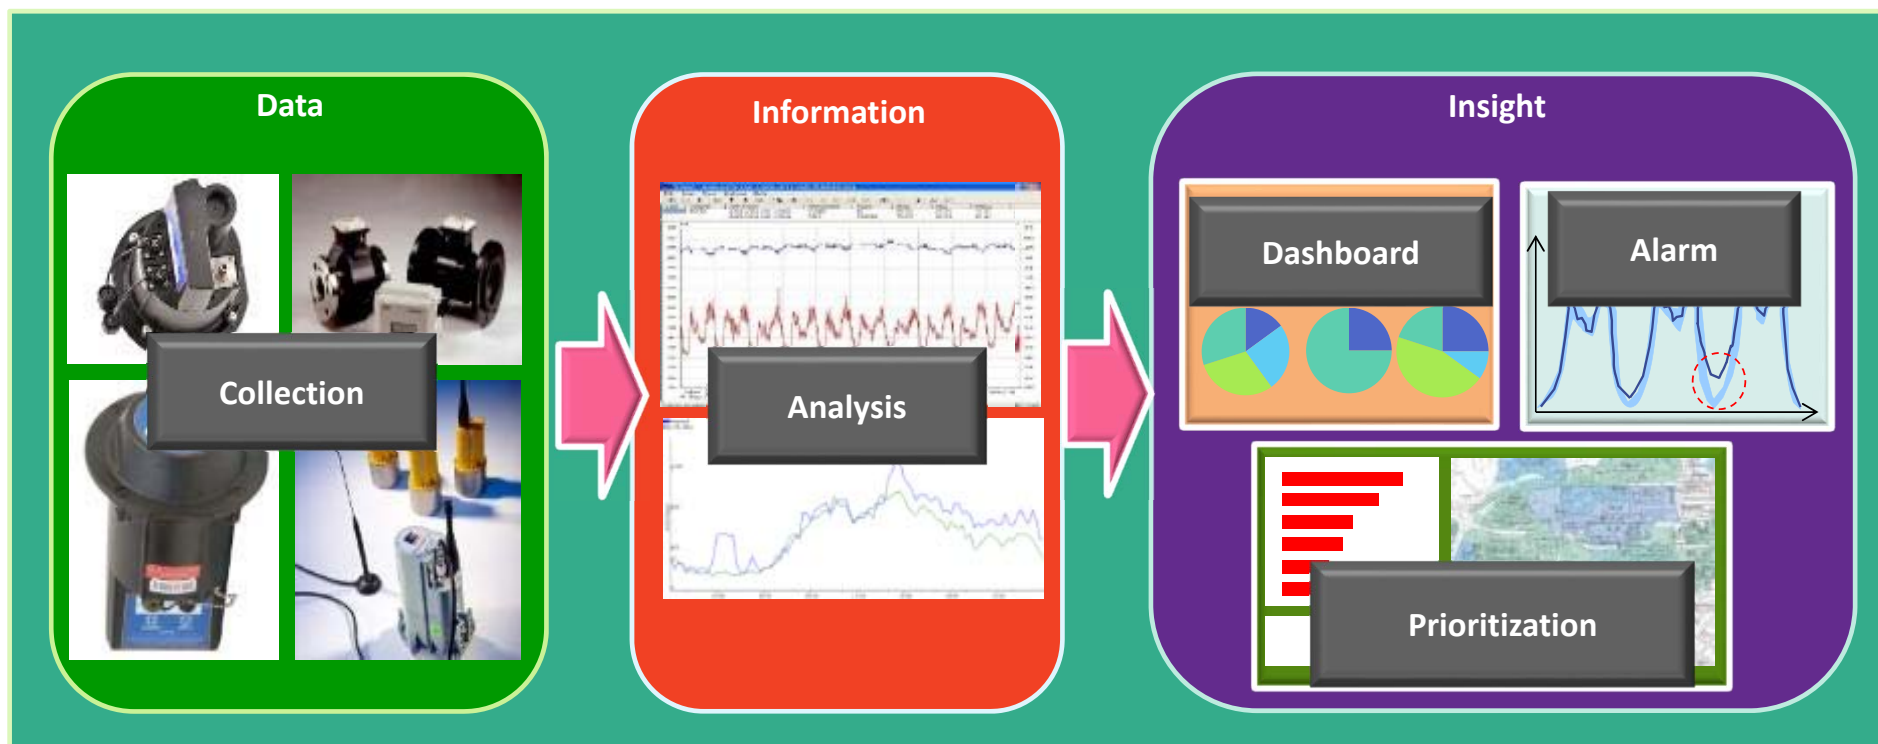 Data
Collection
Information
Analysis
Insight
Dashboard
Alarm
Prioritization